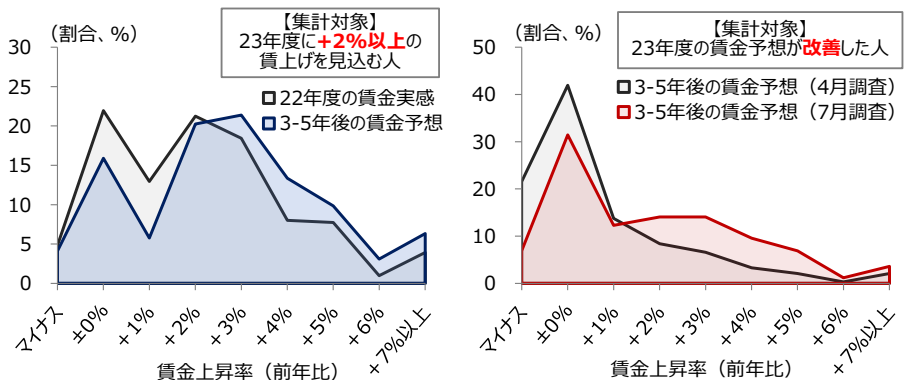 【集計対象】
23年度に+2%以上の
賃上げを見込む人
（割合、%）
30
25
20
15
10
5
0
22年度の賃金実感
3-5年後の賃金予想
マイナス
±0%
+1%
+2%
+3%
+4%
+5%
+6%
+7%以上
賃金上昇率（前年比）
【集計対象】
23年度の賃金予想が改善した人
（割合、%）
50
40
30
20
10
0
3-5年後の賃金予想（4月調査）
3-5年後の賃金予想（7月調査）
マイナス
±0%
+1%
+2%
+3%
+4%
+5%
+6%
+7%以上
賃金上昇率（前年比）